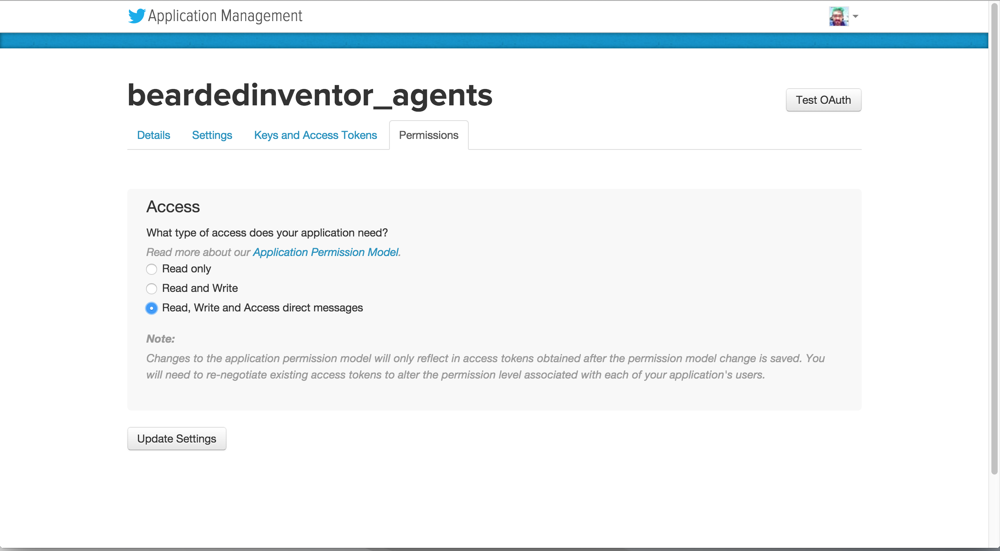 Application Management
beardedinventor_agents
Test OAuth
Details Settings Keys and Access Tokens Permissions
Access
What type of access does your application need?
Read more about our Application Permission Model.
Read only
Read and Write
Read, Write and Access direct messages
Note:
Changes to the application permission model will only reflect in access tokens obtained after the permission model change is saved. You
will need to re-negotiate existing access tokens to alter the permission level associated with each of your application's users.
Update Settings